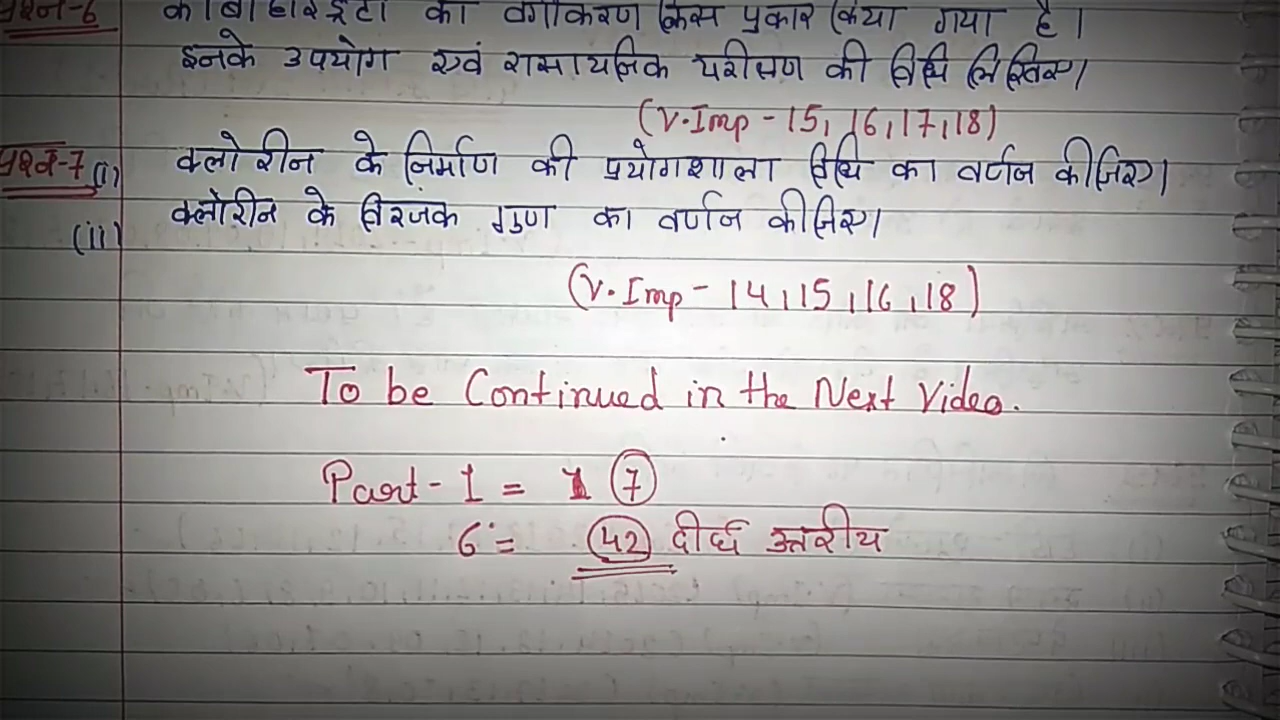 प्रश्न-6 कार्बोहाइड्रेटों का वर्गीकरण किस प्रकार किया गया है।
इनके उपयोग एवं रासायनिक परीक्षण की विधि लिखिए।
(V.Imp - 15, 16, 17, 18)
प्रश्न-7 (i) क्लोरीन के निर्माण की प्रयोगशाला विधि का वर्णन कीजिए।
(ii) क्लोरीन के विरंजक गुण का वर्णन कीजिए।
(V.Imp - 14, 15, 16, 18)
To be Continued in the Next Video.
Part - 1 = 7
6 = 42 दीर्घ उत्तरीय